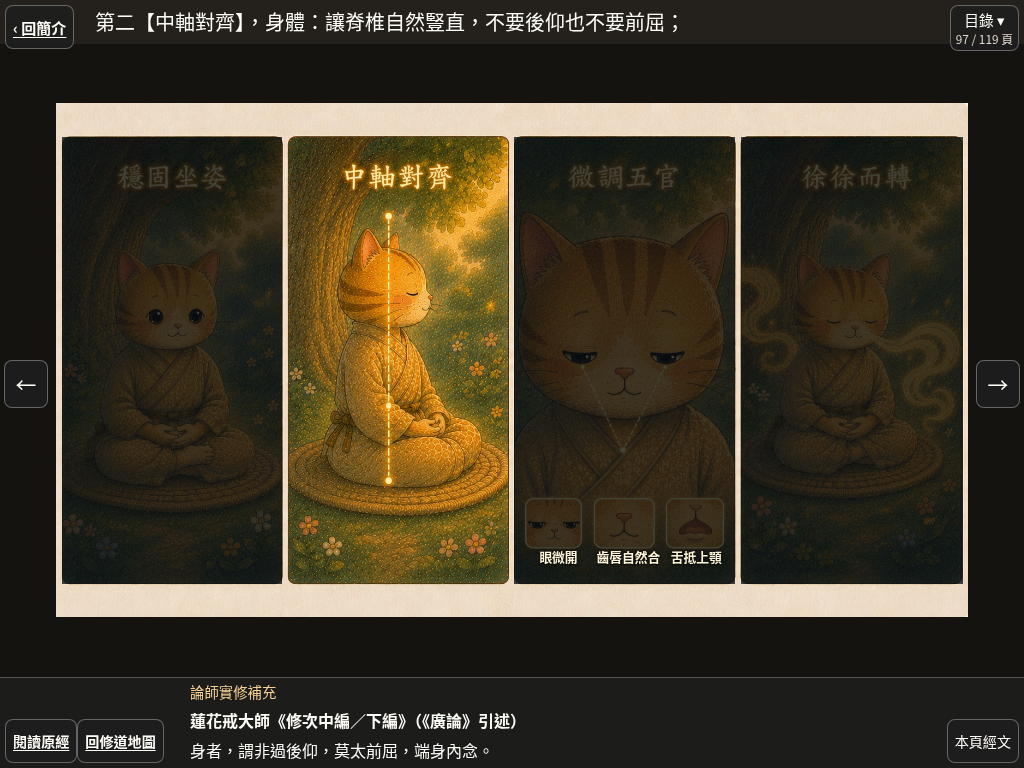 ‹ 回簡介
第二【中軸對齊】，身體：讓脊椎自然豎直，不要後仰也不要前屈；
目錄 ▾
97 / 119 頁
穩固坐姿
中軸對齊
微調五官
徐徐而轉
←
→
眼微開
齒唇自然合
舌抵上顎
論師實修補充
蓮花戒大師《修次中編／下編》（《廣論》引述）
身者，謂非過後仰，莫太前屈，端身內念。
閱讀原經
回修道地圖
本頁經文